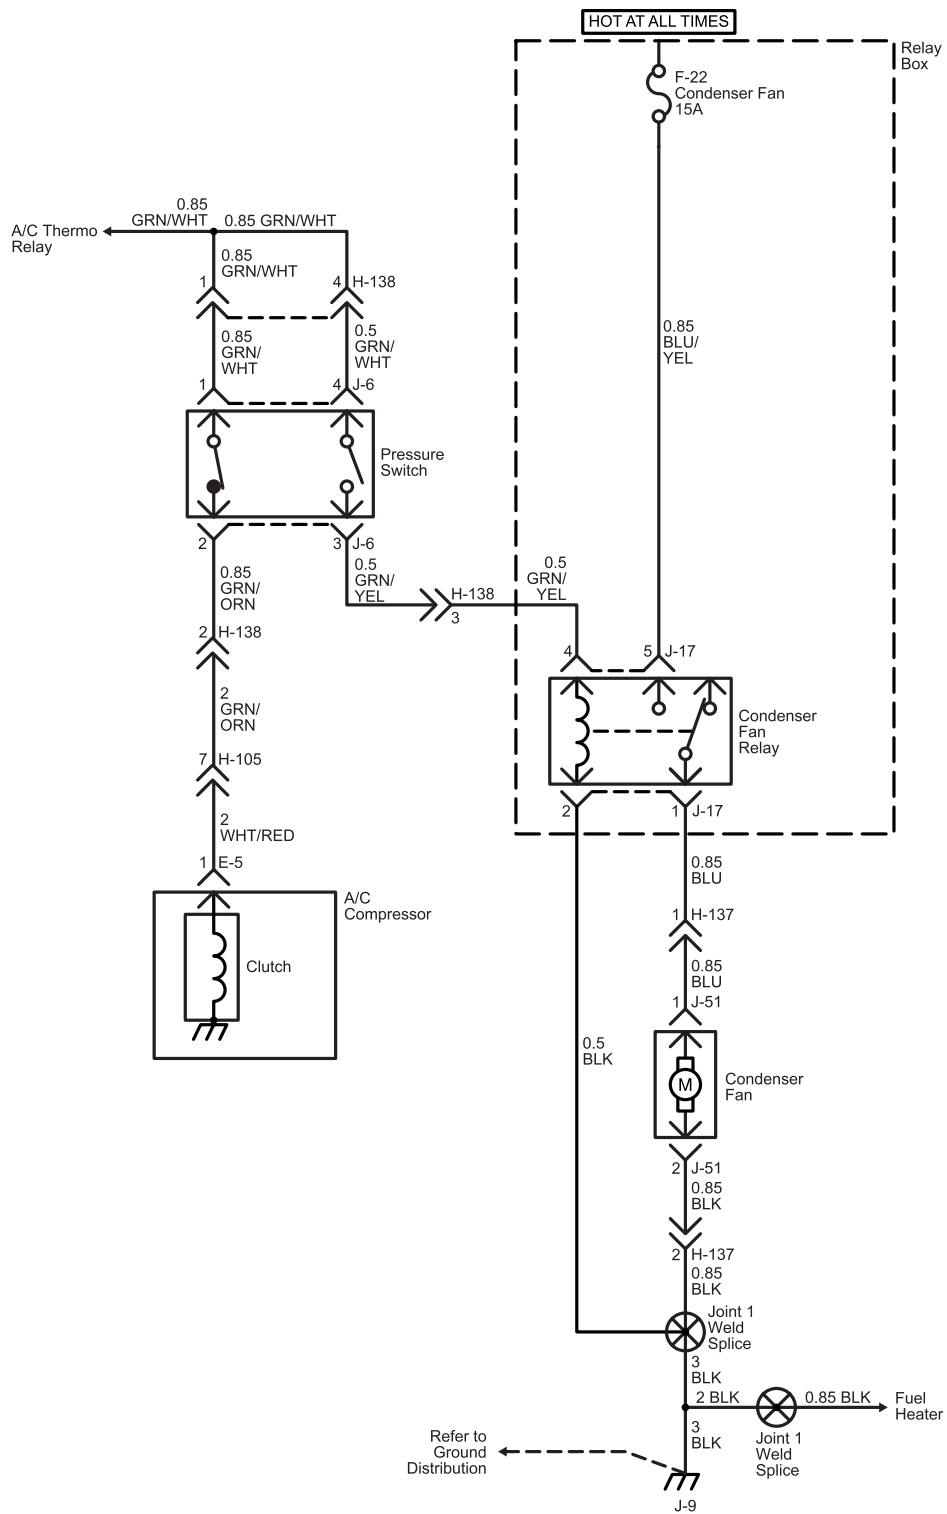 HOT AT ALL TIMES
Relay
Box
F-22
Condenser Fan
15A
0.85
GRN/WHT
0.85 GRN/WHT
A/C Thermo
Relay
0.85
GRN/WHT
1
4 H-138
0.85
GRN/
WHT
0.5
GRN/
WHT
0.85
BLU/
YEL
1
4 J-6
Pressure
Switch
2
3 J-6
0.85
GRN/
ORN
0.5
GRN/
YEL
0.5
GRN/
YEL
H-138
3
2 H-138
4
5 J-17
2
GRN/
ORN
Condenser
Fan
Relay
7 H-105
2
1 J-17
2
WHT/RED
1 E-5
0.85
BLU
A/C
Compressor
1 H-137
Clutch
0.85
BLU
1 J-51
0.5
BLK
M
Condenser
Fan
2 J-51
0.85
BLK
2 H-137
0.85
BLK
Joint 1
Weld
Splice
3
BLK
2 BLK
0.85 BLK
Fuel
Heater
3
BLK
Joint 1
Weld
Splice
Refer to
Ground
Distribution
J-9